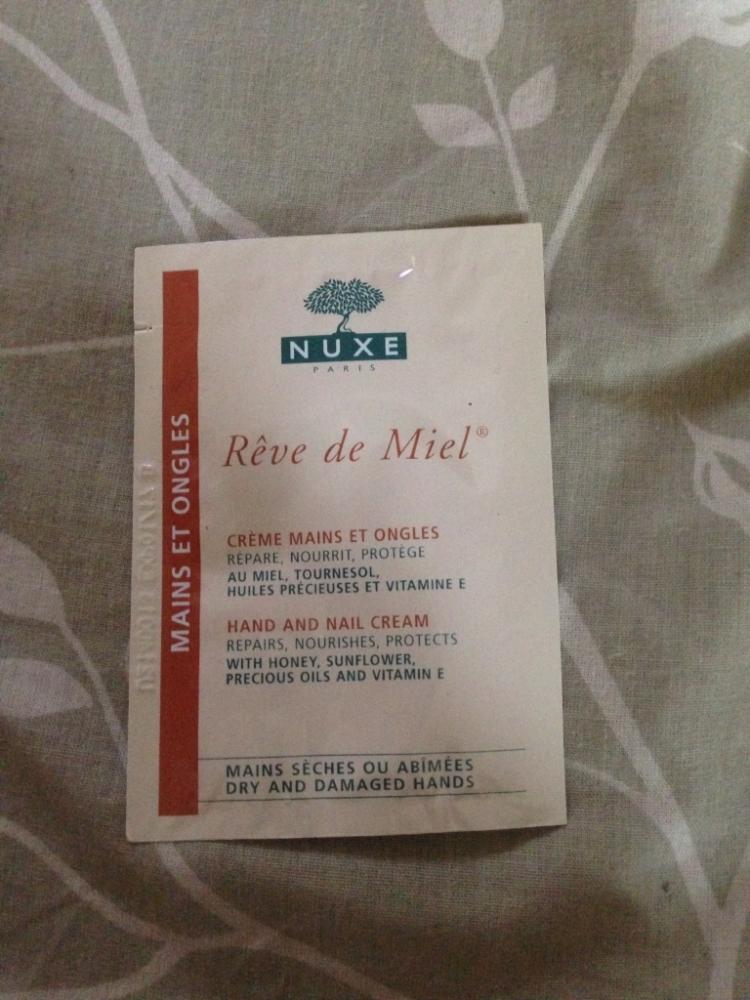 NUXE
PARIS
Rêve de Miel®
MAINS ET ONGLES
CRÈME MAINS ET ONGLES
RÉPARE, NOURRIT, PROTÈGE
AU MIEL, TOURNESOL,
HUILES PRÉCIEUSES ET VITAMINE E
HAND AND NAIL CREAM
REPAIRS, NOURISHES, PROTECTS
WITH HONEY, SUNFLOWER,
PRECIOUS OILS AND VITAMIN E
MAINS SÈCHES OU ABÎMÉES
DRY AND DAMAGED HANDS